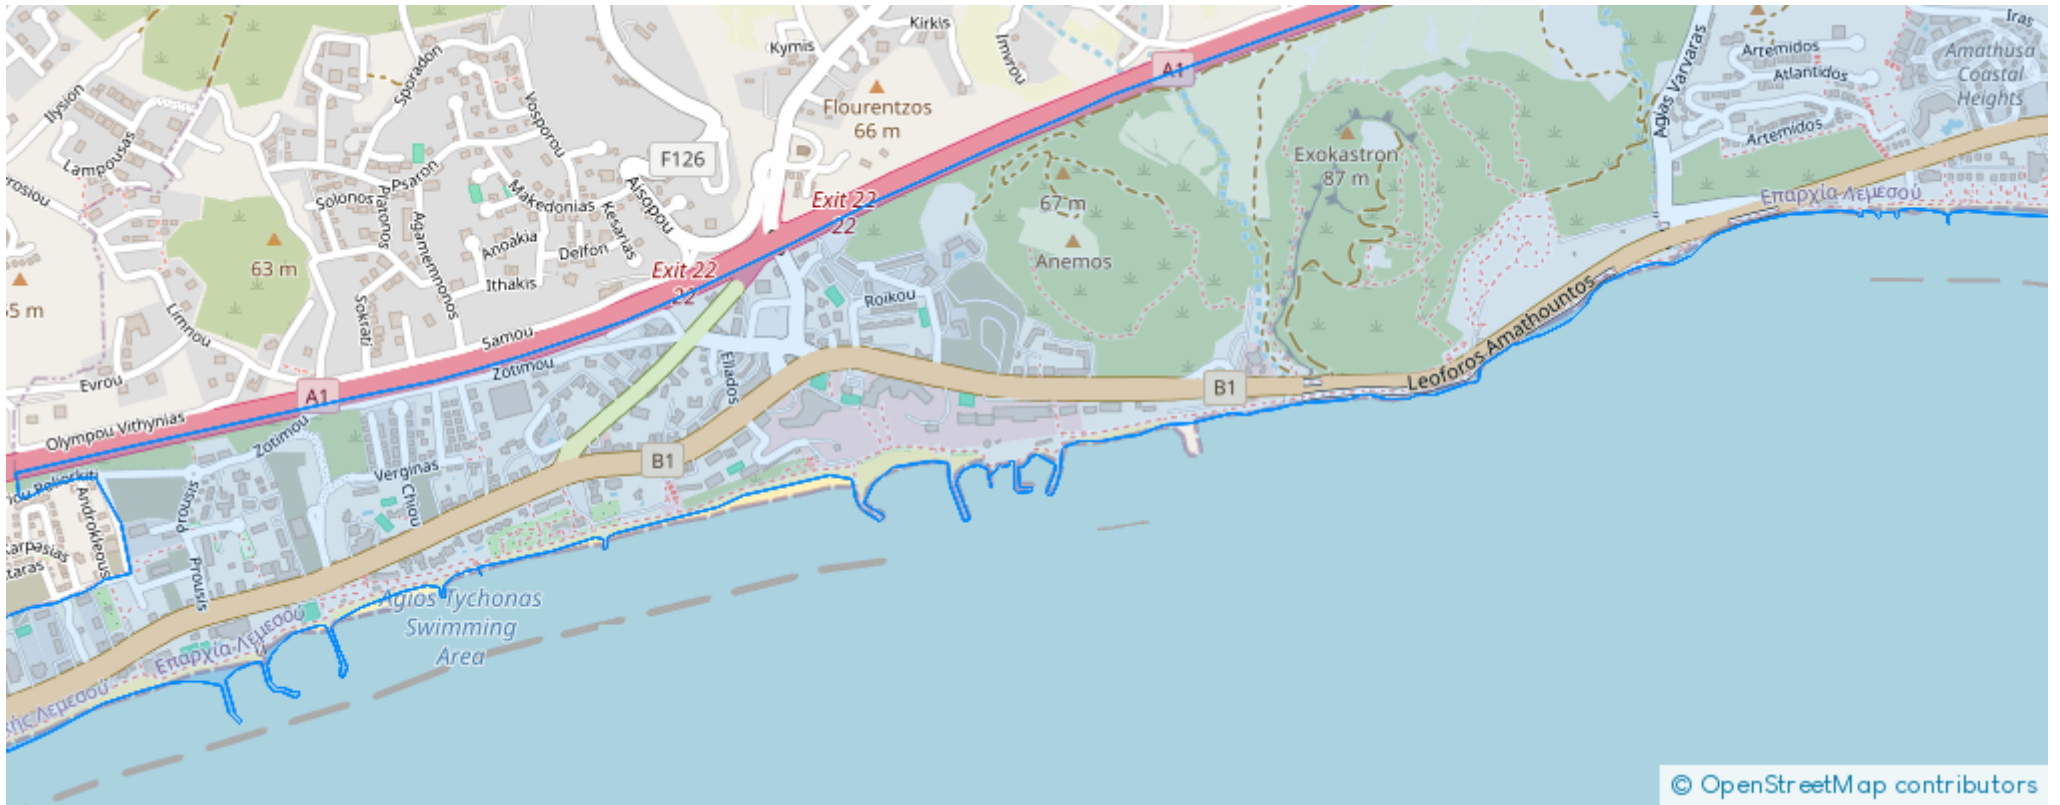 Kirkis
Kymis
Imvrou
A1
Iras
Artemidos
Atlantidos
Artemidos
Agias Varvaras
Amathusa
Coastal
Heights
Ilysion
Sporadon
Vosporou
Flourentzos
66 m
F126
Lampousas
Psaron
Solonos
Platonos
Agamemnonos
Makedonias
Kesarias
Aisopou
Exokastron
87 m
67 m
Anemos
Επαρχία Λεμεσού
Exit 22
22
Exit 22
22
63 m
Delfon
Ithakis
Sokrati
Limnou
Samou
Zotimou
Roikou
Elladoς
Evrou
A1
Olympou Vithynias
Zotimou
Verginas
Chiou
B1
B1
Leoforos Amathountos
Androkleous
Prousis
Prousis
Karpasias
Επαρχία Λεμεσού
Agios Tychonas
Swimming
Area
© OpenStreetMap contributors